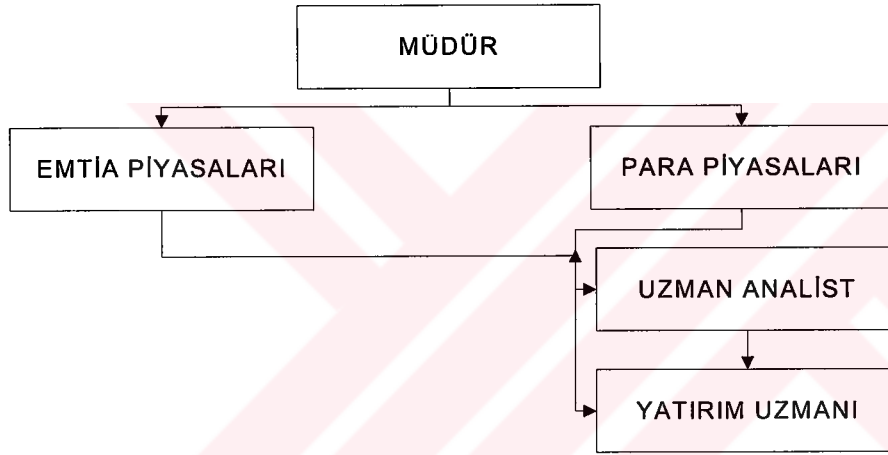 MÜDÜR
EMTİA PİYASALARI
PARA PİYASALARI
UZMAN ANALİST
YATIRIM UZMANI